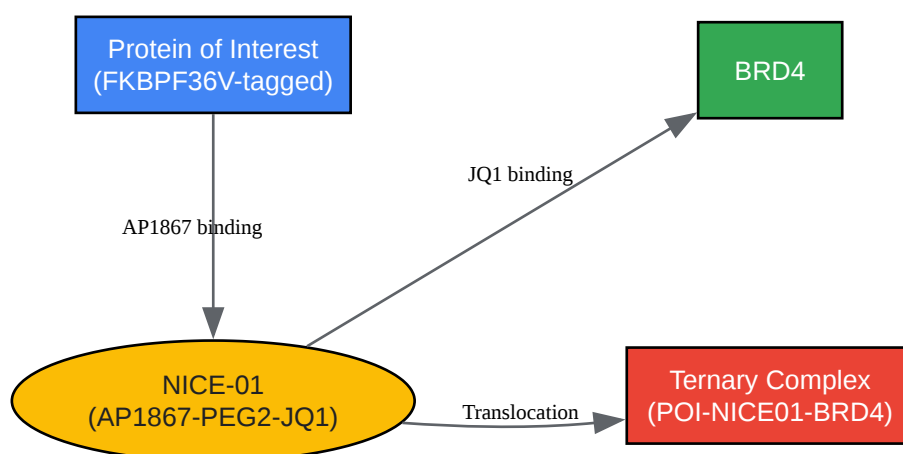 Protein of Interest
(FKBPF36V-tagged)
BRD4
JQ1 binding
AP1867 binding
NICE-01
(AP1867-PEG2-JQ1)
Translocation
Ternary Complex
(POI-NICE01-BRD4)